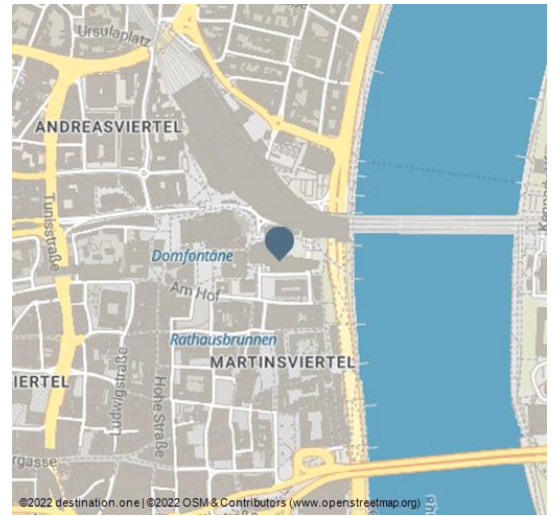 Ursulaplatz
ANDREASVIERTEL
Tunisstraße
Domfontäne
Am Hof
Rathausbrunnen
MARTINSVIERTEL
IERTEL
Ludwigstraße
Hohe Straße
rgasse
©2022 destination.one | ©2022 OSM & Contributors (www.openstreetmap.org)